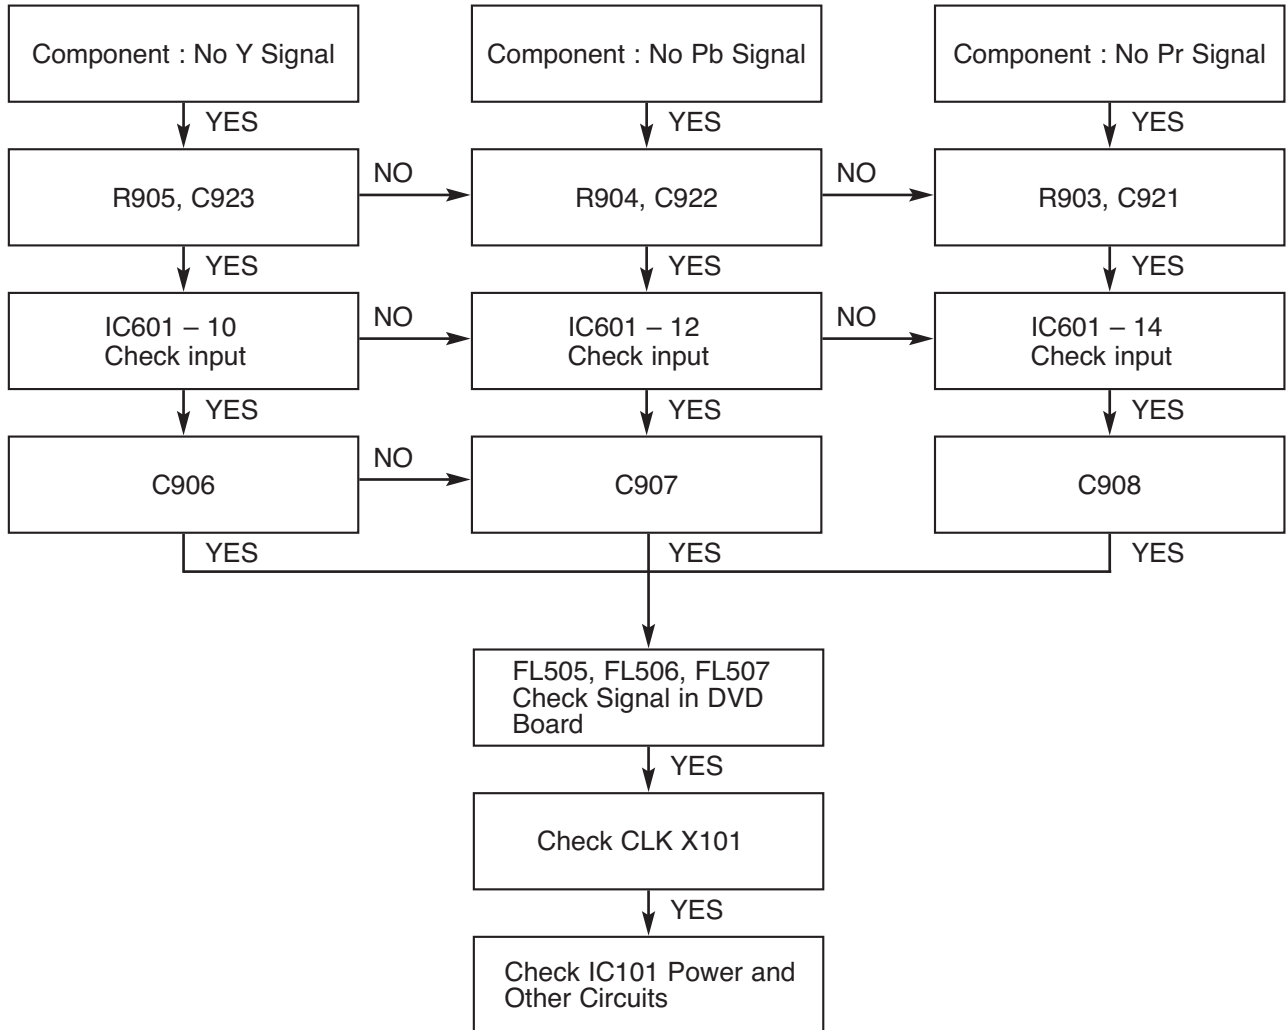 Component : No Y Signal
Component : No Pb Signal
Component : No Pr Signal
YES
YES
YES
R905, C923
NO
R904, C922
NO
R903, C921
YES
YES
YES
IC601 – 10
Check input
NO
IC601 – 12
Check input
NO
IC601 – 14
Check input
YES
YES
YES
C906
NO
C907
C908
YES
YES
YES
FL505, FL506, FL507
Check Signal in DVD
Board
YES
Check CLK X101
YES
Check IC101 Power and
Other Circuits